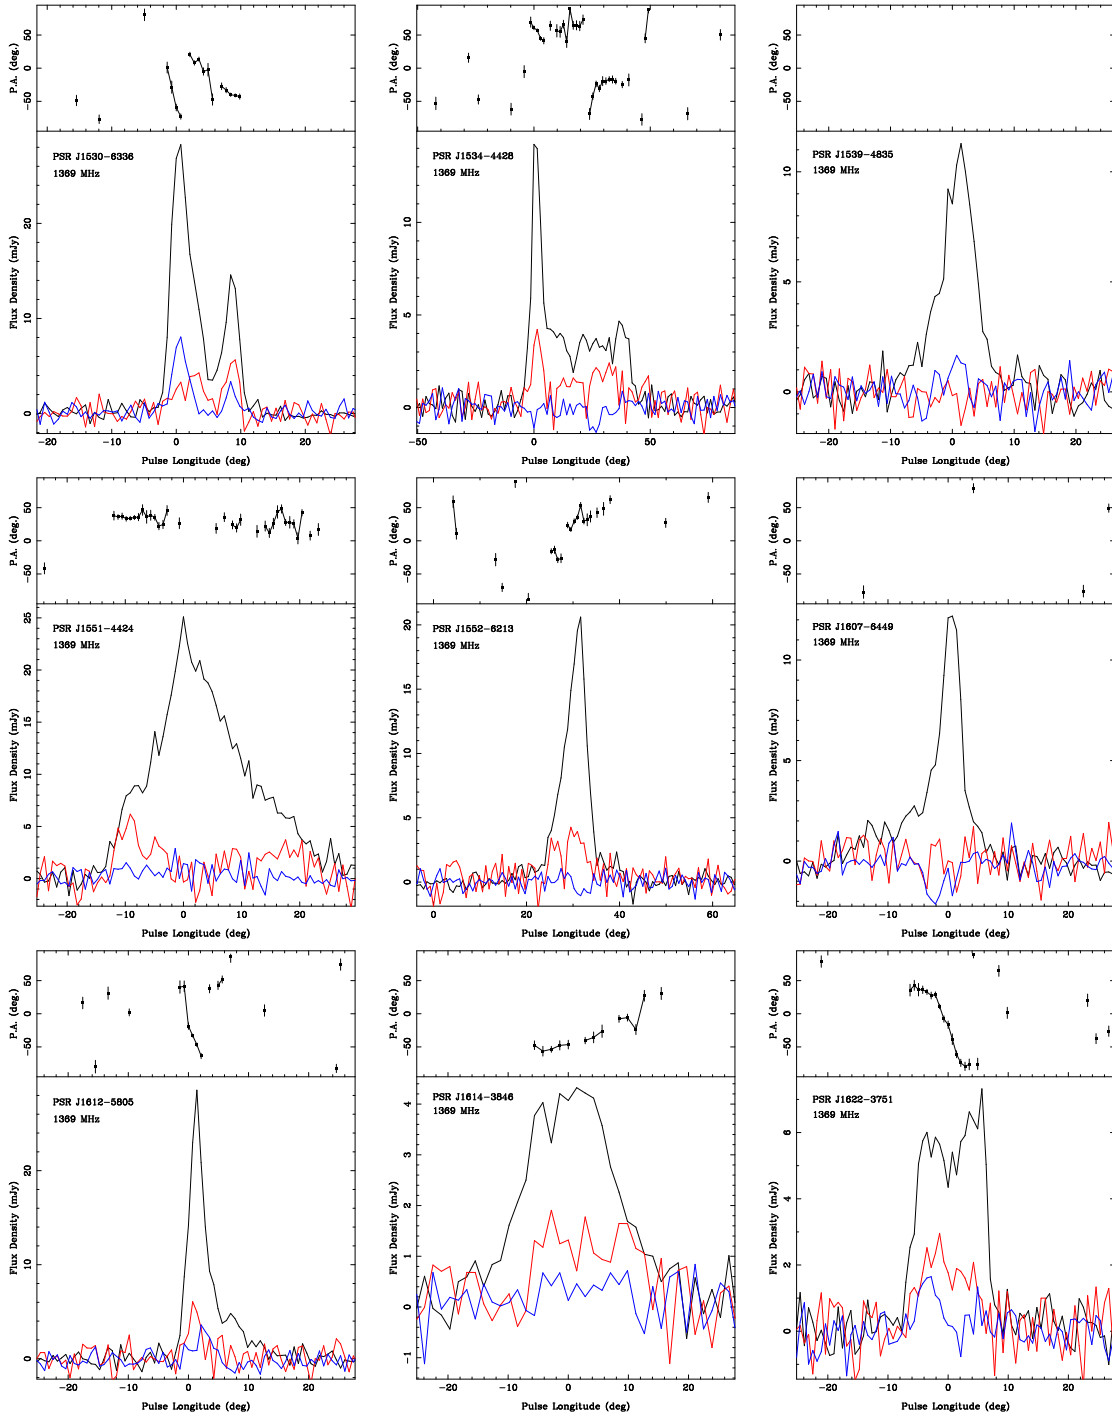 P.A. (deg.)
−50 0 50
PSR J1530−6336
1369 MHz
Flux Density (mJy)
0 10 20
−20 −10 0 10 20
Pulse Longitude (deg)
P.A. (deg.)
−50 0 50
PSR J1534−4428
1369 MHz
Flux Density (mJy)
0 5 10
−50 0 50
Pulse Longitude (deg)
P.A. (deg.)
−50 0 50
PSR J1539−4835
1369 MHz
Flux Density (mJy)
0 5 10
−20 −10 0 10 20
Pulse Longitude (deg)
P.A. (deg.)
−50 0 50
PSR J1551−4424
1369 MHz
Flux Density (mJy)
0 5 10 15 20 25
−20 −10 0 10 20
Pulse Longitude (deg)
P.A. (deg.)
−50 0 50
PSR J1552−6213
1369 MHz
Flux Density (mJy)
0 5 10 15 20
0 20 40 60
Pulse Longitude (deg)
P.A. (deg.)
−50 0 50
PSR J1607−6449
1369 MHz
Flux Density (mJy)
0 5 10
−20 −10 0 10 20
Pulse Longitude (deg)
P.A. (deg.)
−50 0 50
PSR J1612−5805
1369 MHz
Flux Density (mJy)
0 10 20
−20 −10 0 10 20
Pulse Longitude (deg)
P.A. (deg.)
−50 0 50
PSR J1614−3846
1369 MHz
Flux Density (mJy)
−1 0 1 2 3 4
−20 −10 0 10 20
Pulse Longitude (deg)
P.A. (deg.)
−50 0 50
PSR J1622−3751
1369 MHz
Flux Density (mJy)
0 2 4 6
−20 −10 0 10 20
Pulse Longitude (deg)